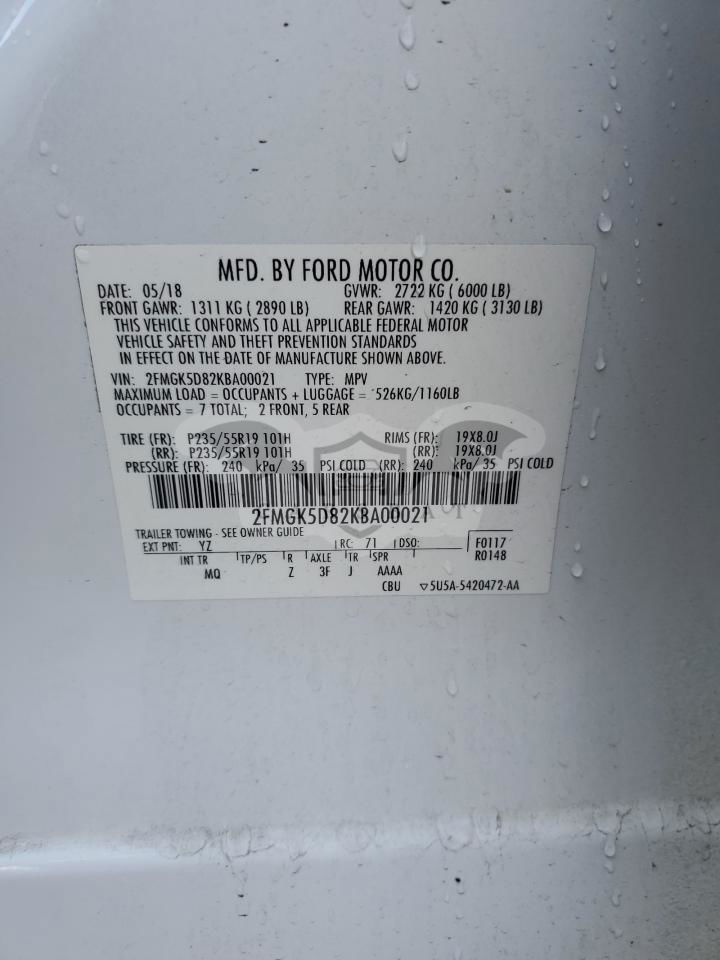 MFD. BY FORD MOTOR CO.
DATE: 05/18 GVWR: 2722 KG ( 6000 LB)
FRONT GAWR: 1311 KG ( 2890 LB) REAR GAWR: 1420 KG ( 3130 LB)
THIS VEHICLE CONFORMS TO ALL APPLICABLE FEDERAL MOTOR
VEHICLE SAFETY AND THEFT PREVENTION STANDARDS
IN EFFECT ON THE DATE OF MANUFACTURE SHOWN ABOVE.
VIN: 2FMGK5D82KBA00021 TYPE: MPV
MAXIMUM LOAD = OCCUPANTS + LUGGAGE = 526KG/1160LB
OCCUPANTS = 7 TOTAL; 2 FRONT, 5 REAR
TIRE (FR): P235/55R19 101H RIMS (FR): 19X8.0J
(RR): P235/55R19 101H (RR): 19X8.0J
PRESSURE (FR): 240 kPa/ 35 PSI COLD (RR): 240 kPa/ 35 PSI COLD
2FMGK5D82KBA00021
TRAILER TOWING - SEE OWNER GUIDE
EXT PNT: YZ RC: 71 DSO: F0117
INT TR TP/PS R AXLE TR SPR R0148
MQ Z 3F J AAAA
CBU ▽5U5A-5420472-AA